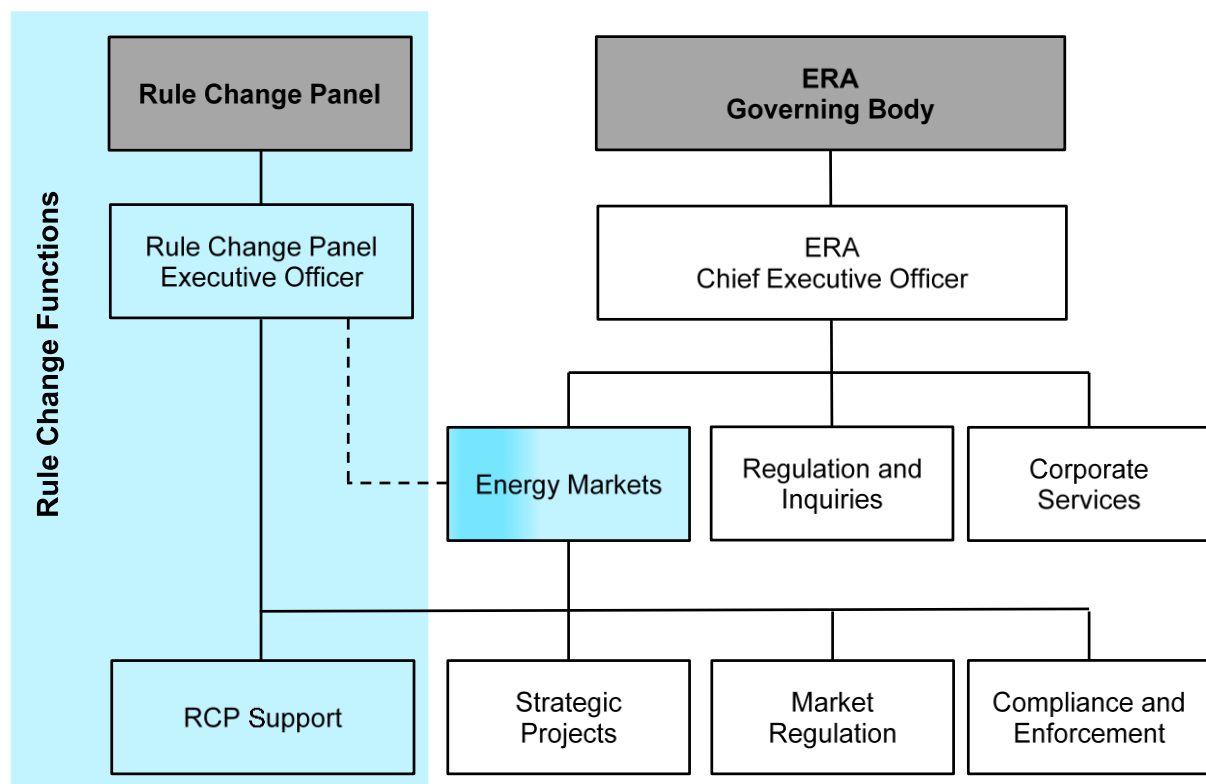 Rule Change Functions
Rule Change Panel
ERA
Governing Body
Rule Change Panel
Executive Officer
ERA
Chief Executive Officer
Energy Markets
Regulation and
Inquiries
Corporate
Services
RCP Support
Strategic
Projects
Market
Regulation
Compliance and
Enforcement